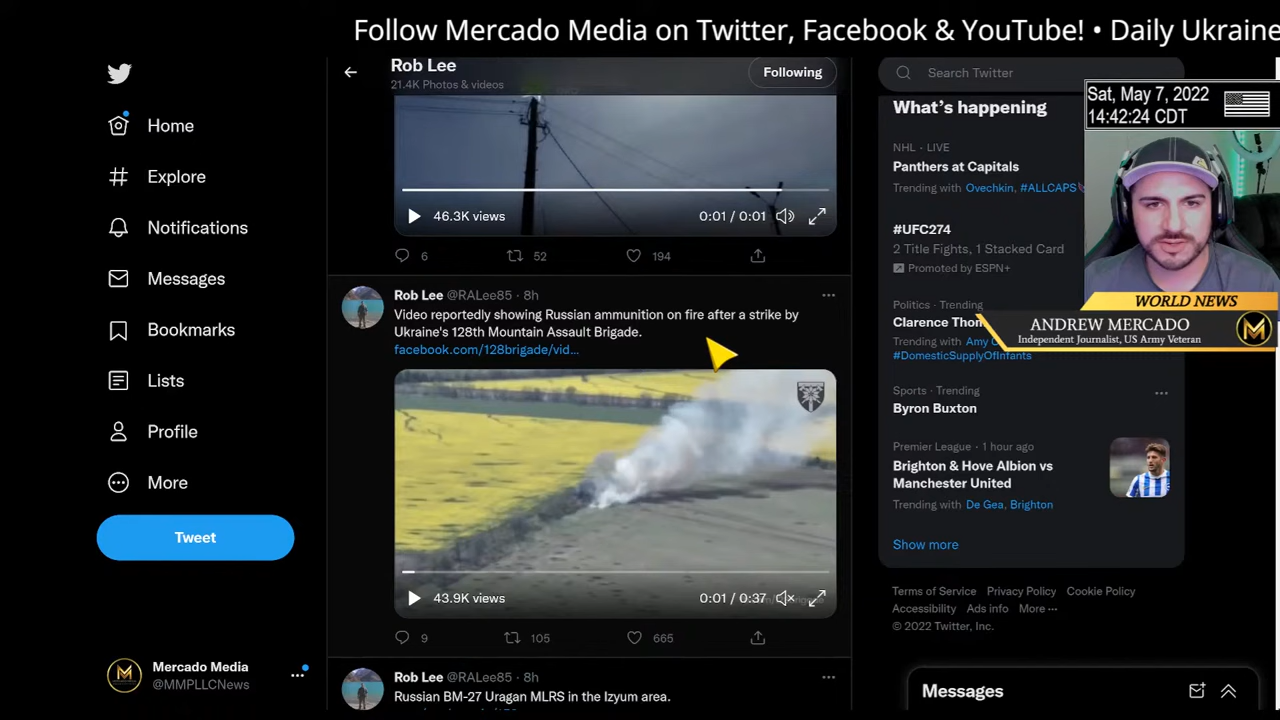 Follow Mercado Media on Twitter, Facebook & YouTube! • Daily Ukraine
Rob Lee
21.4K Photos & videos
Following
Search Twitter
Home
Explore
Notifications
Messages
Bookmarks
Lists
Profile
More
Tweet
Mercado Media
@MMPLLCNews
46.3K views
0:01 / 0:01
6
52
194
Rob Lee @RALee85 · 8h
Video reportedly showing Russian ammunition on fire after a strike by
Ukraine's 128th Mountain Assault Brigade.
facebook.com/128brigade/vid...
43.9K views
0:01 / 0:37
9
105
665
Rob Lee @RALee85 · 8h
Russian BM-27 Uragan MLRS in the Izyum area.
What's happening
NHL · LIVE
Panthers at Capitals
Trending with Ovechkin, #ALLCAPS
#UFC274
2 Title Fights, 1 Stacked Card
Promoted by ESPN+
Politics · Trending
Clarence
Trending with Amy
#DomesticSupplyOfInfants
Sports · Trending
Byron Buxton
Premier League · 1 hour ago
Brighton & Hove Albion vs
Manchester United
Trending with De Gea, Brighton
Show more
Terms of Service Privacy Policy Cookie Policy
Accessibility Ads info More ···
© 2022 Twitter, Inc.
Messages
Sat, May 7, 2022
14:42:24 CDT
WORLD NEWS
ANDREW MERCADO
Independent Journalist, US Army Veteran